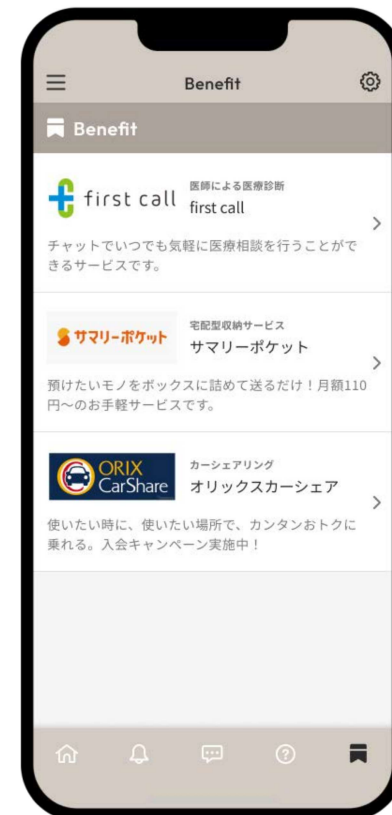 Benefit
Benefit
first call
医師による医療診断
first call
チャットでいつでも気軽に医療相談を行うことがで
きるサービスです。
サマリーポケット
宅配型収納サービス
サマリーポケット
預けたいモノをボックスに詰めて送るだけ！月額110
円〜のお手軽サービスです。
ORIX
CarShare
カーシェアリング
オリックスカーシェア
使いたい時に、使いたい場所で、カンタンおトクに
乗れる。入会キャンペーン実施中！